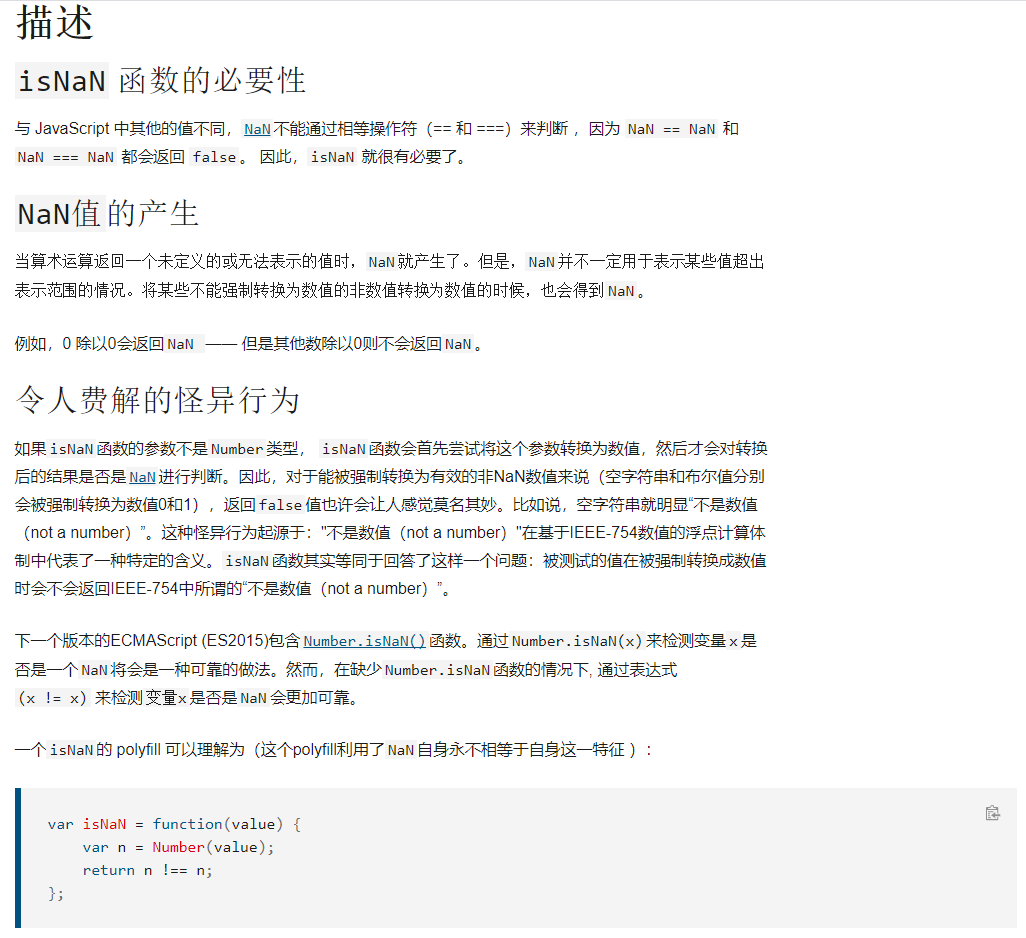 描述
isNaN 函数的必要性
与 JavaScript 中其他的值不同，NaN不能通过相等操作符（== 和 ===）来判断 ，因为 NaN == NaN 和
NaN === NaN 都会返回 false。 因此，isNaN 就很有必要了。
NaN值的产生
当算术运算返回一个未定义的或无法表示的值时，NaN就产生了。但是，NaN并不一定用于表示某些值超出
表示范围的情况。将某些不能强制转换为数值的非数值转换为数值的时候，也会得到NaN。
例如，0 除以0会返回NaN —— 但是其他数除以0则不会返回NaN。
令人费解的怪异行为
如果isNaN函数的参数不是Number类型， isNaN函数会首先尝试将这个参数转换为数值，然后才会对转换
后的结果是否是NaN进行判断。因此，对于能被强制转换为有效的非NaN数值来说（空字符串和布尔值分别
会被强制转换为数值0和1），返回false值也许会让人感觉莫名其妙。比如说，空字符串就明显“不是数值
（not a number）”。这种怪异行为起源于："不是数值（not a number）"在基于IEEE-754数值的浮点计算体
制中代表了一种特定的含义。isNaN函数其实等同于回答了这样一个问题：被测试的值在被强制转换成数值
时会不会返回IEEE-754中所谓的“不是数值（not a number）”。
下一个版本的ECMAScript (ES2015)包含Number.isNaN()函数。通过Number.isNaN(x)来检测变量x是
否是一个NaN将会是一种可靠的做法。然而，在缺少Number.isNaN函数的情况下, 通过表达式
(x != x) 来检测变量x是否是NaN会更加可靠。
一个isNaN的 polyfill 可以理解为（这个polyfill利用了NaN自身永不相等于自身这一特征 ）：
var isNaN = function(value) {
    var n = Number(value);
    return n !== n;
};